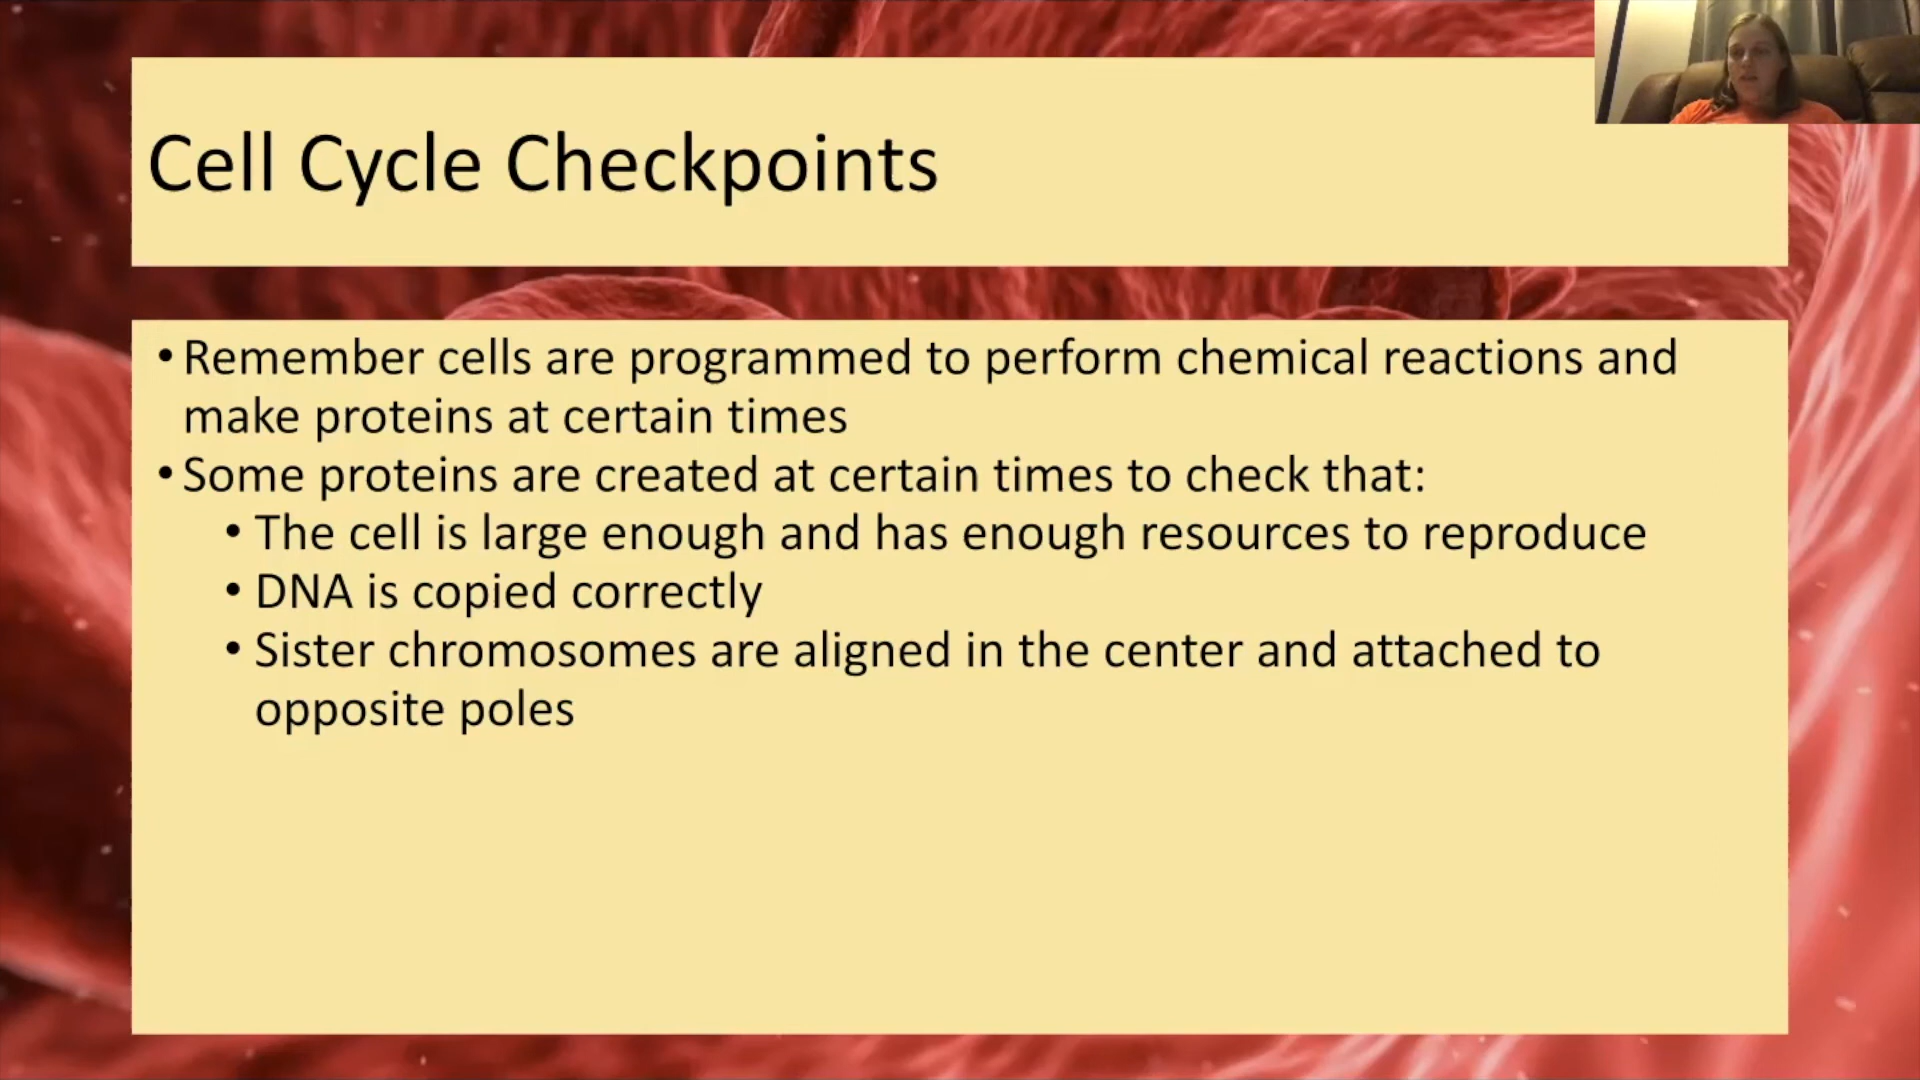 Cell Cycle Checkpoints
• Remember cells are programmed to perform chemical reactions and
make proteins at certain times
• Some proteins are created at certain times to check that:
• The cell is large enough and has enough resources to reproduce
• DNA is copied correctly
• Sister chromosomes are aligned in the center and attached to
opposite poles